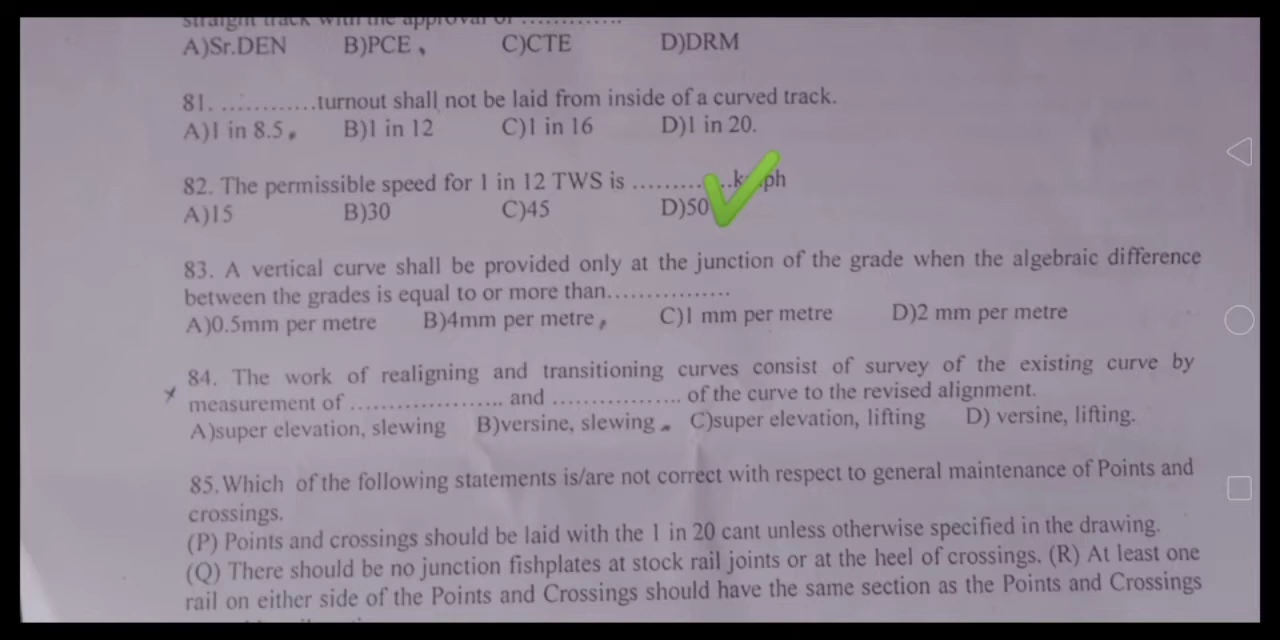 straight track with the approval of .............
A)Sr.DEN B)PCE C)CTE D)DRM
81. ............turnout shall not be laid from inside of a curved track.
A)1 in 8.5 B)1 in 12 C)1 in 16 D)1 in 20.
82. The permissible speed for 1 in 12 TWS is ...........
A)15 B)30 C)45 D)50
83. A vertical curve shall be provided only at the junction of the grade when the algebraic difference
between the grades is equal to or more than................
A)0.5mm per metre B)4mm per metre C)1 mm per metre D)2 mm per metre
84. The work of realigning and transitioning curves consist of survey of the existing curve by
measurement of ................... and ................ of the curve to the revised alignment.
A)super elevation, slewing B)versine, slewing C)super elevation, lifting D) versine, lifting.
85.Which of the following statements is/are not correct with respect to general maintenance of Points and
crossings.
(P) Points and crossings should be laid with the 1 in 20 cant unless otherwise specified in the drawing.
(Q) There should be no junction fishplates at stock rail joints or at the heel of crossings. (R) At least one
rail on either side of the Points and Crossings should have the same section as the Points and Crossings